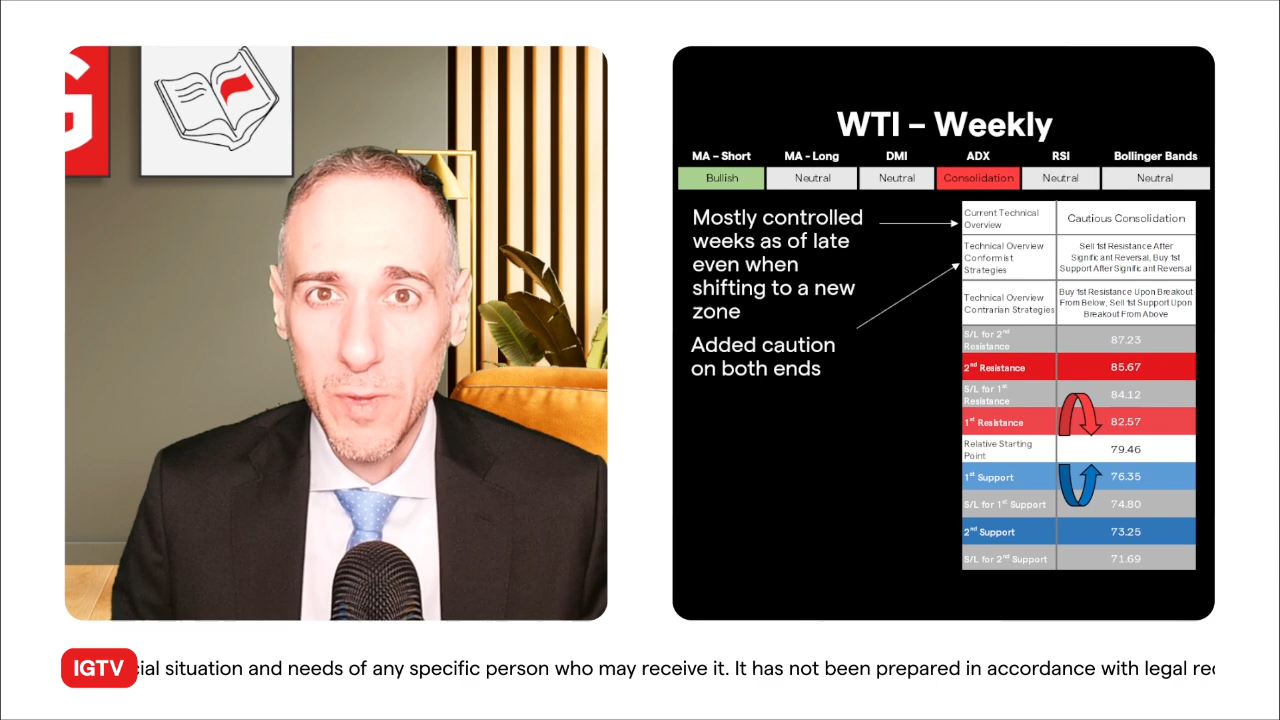 G
WTI – Weekly
MA – Short MA - Long DMI ADX RSI Bollinger Bands
Bullish Neutral Neutral Consolidation Neutral Neutral
Mostly controlled
weeks as of late
even when
shifting to a new
zone
Added caution
on both ends
Current Technical
Overview
Cautious Consolidation
Technical Overview
Conformist
Strategies
Sell 1st Resistance After
Significant Reversal, Buy 1st
Support After Significant Reversal
Technical Overview
Contrarian Strategies
Buy 1st Resistance Upon Breakout
From Below, Sell 1st Support Upon
Breakout From Above
S/L for 2nd
Resistance
87.23
2nd Resistance 85.67
S/L for 1st
Resistance
84.12
1st Resistance 82.57
Relative Starting
Point
79.46
1st Support 76.35
S/L for 1st Support 74.80
2nd Support 73.25
S/L for 2nd Support 71.69
IGTV cial situation and needs of any specific person who may receive it. It has not been prepared in accordance with legal rec